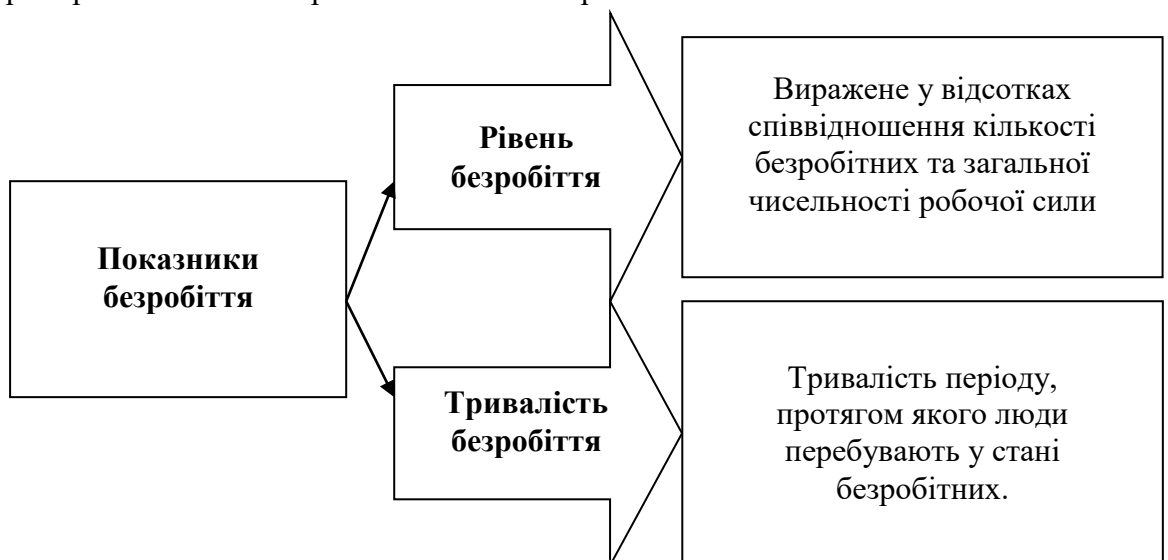 Показники
безробіття
Рівень
безробіття
Виражене у відсотках
співвідношення кількості
безробітних та загальної
чисельності робочої сили
Тривалість
безробіття
Тривалість періоду,
протягом якого люди
перебувають у стані
безробітних.